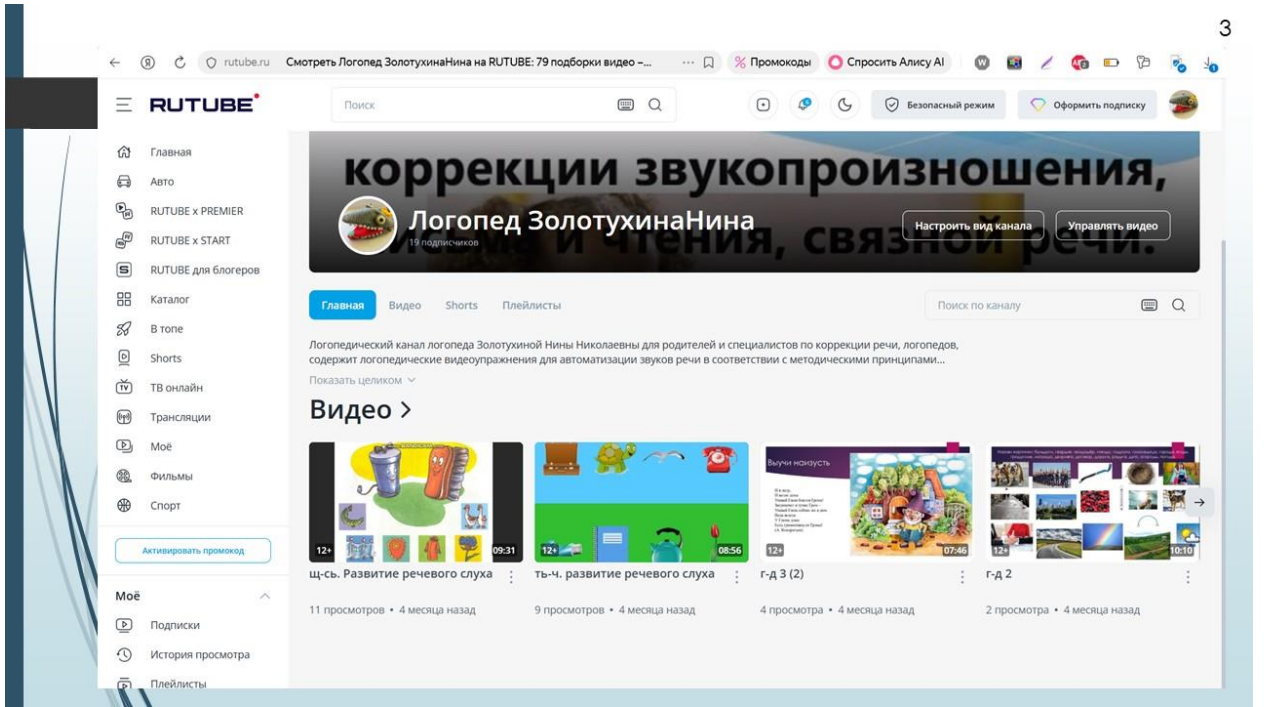 3
rutube.ru Смотреть Логопед ЗолотухинаНина на RUTUBE: 79 подборки видео –... Промокоды Спросить Алису AI
RUTUBE
Поиск
Безопасный режим
Оформить подписку
Главная
Авто
RUTUBE x PREMIER
RUTUBE x START
RUTUBE для блогеров
Каталог
В топе
Shorts
ТВ онлайн
Трансляции
Моё
Фильмы
Спорт
Активировать промокод
Моё
Подписки
История просмотра
Плейлисты
коррекции звукопроизношения,
письма и чтения, связной речи.
Логопед ЗолотухинаНина
19 подписчиков
Настроить вид канала
Управлять видео
Главная Видео Shorts Плейлисты
Поиск по каналу
Логопедический канал логопеда Золотухиной Нины Николаевны для родителей и специалистов по коррекции речи, логопедов,
содержит логопедические видеоупражнения для автоматизации звуков речи в соответствии с методическими принципами...
Показать целиком
Видео >
12+ 09:31
щ-сь. Развитие речевого слуха
11 просмотров • 4 месяца назад
12+ 08:56
ть-ч. развитие речевого слуха
9 просмотров • 4 месяца назад
Выучи наизусть
12+ 07:46
г-д 3 (2)
4 просмотра • 4 месяца назад
12+ 10:10
г-д 2
2 просмотра • 4 месяца назад